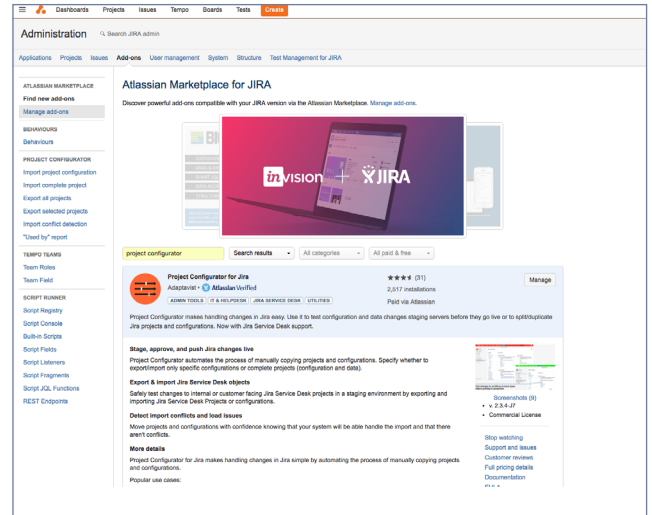 Dashboards Projects Issues Tempo Boards Tests Create
Administration Search JIRA admin
Applications Projects Issues Add-ons User management System Structure Test Management for JIRA
ATLASSIAN MARKETPLACE
Find new add-ons
Manage add-ons
BEHAVIOURS
Behaviours
PROJECT CONFIGURATOR
Import project configuration
Import complete project
Export all projects
Export selected projects
Import conflict detection
"Used by" report
TEMPO TEAMS
Team Roles
Team Field
SCRIPT RUNNER
Script Registry
Script Console
Built-in Scripts
Script Fields
Script Listeners
Script Fragments
Script JQL Functions
REST Endpoints
Atlassian Marketplace for JIRA
Discover powerful add-ons compatible with your JIRA version via the Atlassian Marketplace. Manage add-ons.
invision + JIRA
project configurator Search results All categories All paid & free
Project Configurator for Jira (31) Manage
Adaptavist • Atlassian Verified 2,517 installations
ADMIN TOOLS IT & HELPDESK JIRA SERVICE DESK UTILITIES Paid via Atlassian
Project Configurator makes handling changes in Jira easy. Use it to test configuration and data changes staging servers before they go live or to split/duplicate
Jira projects and configurations. Now with Jira Service Desk support.
Stage, approve, and push Jira changes live
Project Configurator automates the process of manually copying projects and configurations. Specify whether to
export/import only specific configurations or complete projects (configuration and data).
Export & import Jira Service Desk objects
Safely test changes to internal or customer facing Jira Service Desk projects in a staging environment by exporting and
importing Jira Service Desk Projects or configurations.
Detect import conflicts and load issues
Move projects and configurations with confidence knowing that your system will be able handle the import and that there
aren't conflicts.
More details
Project Configurator for Jira makes handling changes in Jira simple by automating the process of manually copying projects
and configurations.
Popular use cases:
Screenshots (9)
• v. 2.3.4-J7
• Commercial License
Stop watching
Support and issues
Customer reviews
Full pricing details
Documentation